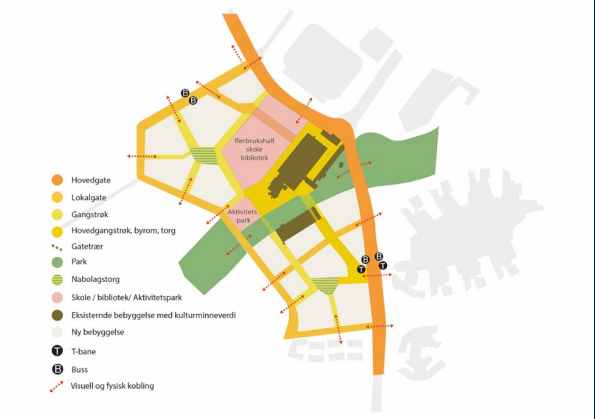 B
B
flerbrukshall
skole
bibliotek
Aktivitets
-park
B
B
T
T
Hovedgate
Lokalgate
Gangstrøk
Hovedgangstrøk, byrom, torg
Gatetrær
Park
Nabolagstorg
Skole / bibliotek/ Aktivitetspark
Eksisternde bebyggelse med kulturminneverdi
Ny bebyggelse
T T-bane
B Buss
Visuell og fysisk kobling